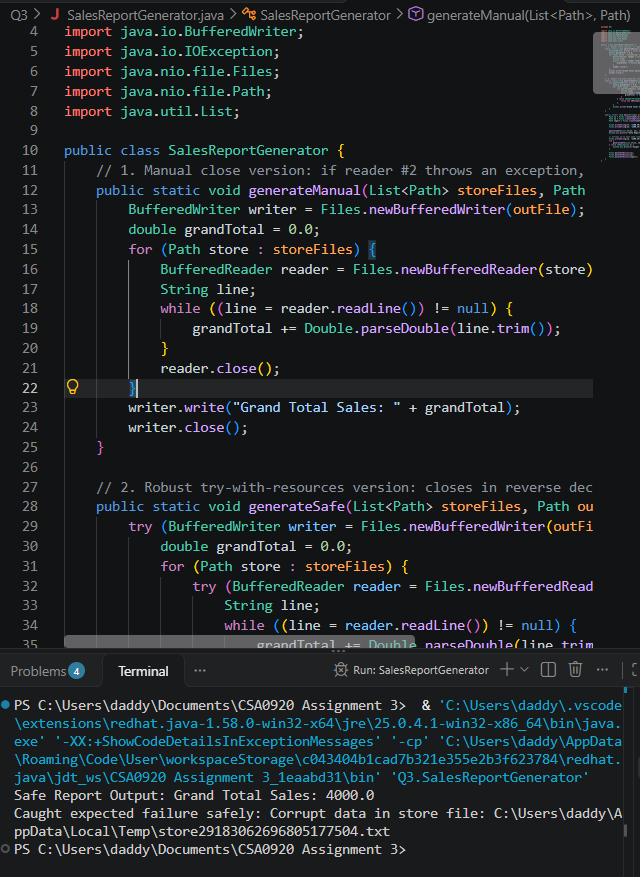 Q3 > J SalesReportGenerator.java > SalesReportGenerator > generateManual(List<Path>, Path)
4 import java.io.BufferedWriter;
5 import java.io.IOException;
6 import java.nio.file.Files;
7 import java.nio.file.Path;
8 import java.util.List;
9
10 public class SalesReportGenerator {
11 // 1. Manual close version: if reader #2 throws an exception,
12 public static void generateManual(List<Path> storeFiles, Path
13 BufferedWriter writer = Files.newBufferedWriter(outFile);
14 double grandTotal = 0.0;
15 for (Path store : storeFiles) {
16 BufferedReader reader = Files.newBufferedReader(store)
17 String line;
18 while ((line = reader.readLine()) != null) {
19 grandTotal += Double.parseDouble(line.trim());
20 }
21 reader.close();
22 }
23 writer.write("Grand Total Sales: " + grandTotal);
24 writer.close();
25 }
26
27 // 2. Robust try-with-resources version: closes in reverse dec
28 public static void generateSafe(List<Path> storeFiles, Path ou
29 try (BufferedWriter writer = Files.newBufferedWriter(outFi
30 double grandTotal = 0.0;
31 for (Path store : storeFiles) {
32 try (BufferedReader reader = Files.newBufferedRead
33 String line;
34 while ((line = reader.readLine()) != null) {
35 grandTotal += Double.parseDouble(line.trim
Problems 4 Terminal ··· Run: SalesReportGenerator ···
PS C:\Users\daddy\Documents\CSA0920 Assignment 3> & 'C:\Users\daddy\.vscode
\extensions\redhat.java-1.58.0-win32-x64\jre\25.0.4.1-win32-x86_64\bin\java.
exe' '-XX:+ShowCodeDetailsInExceptionMessages' '-cp' 'C:\Users\daddy\AppData
\Roaming\Code\User\workspaceStorage\c043404b1cad7b321e355e2b3f623784\redhat.
java\jdt_ws\CSA0920 Assignment 3_1eaabd31\bin' 'Q3.SalesReportGenerator'
Safe Report Output: Grand Total Sales: 4000.0
Caught expected failure safely: Corrupt data in store file: C:\Users\daddy\A
ppData\Local\Temp\store29183062696805177504.txt
PS C:\Users\daddy\Documents\CSA0920 Assignment 3>